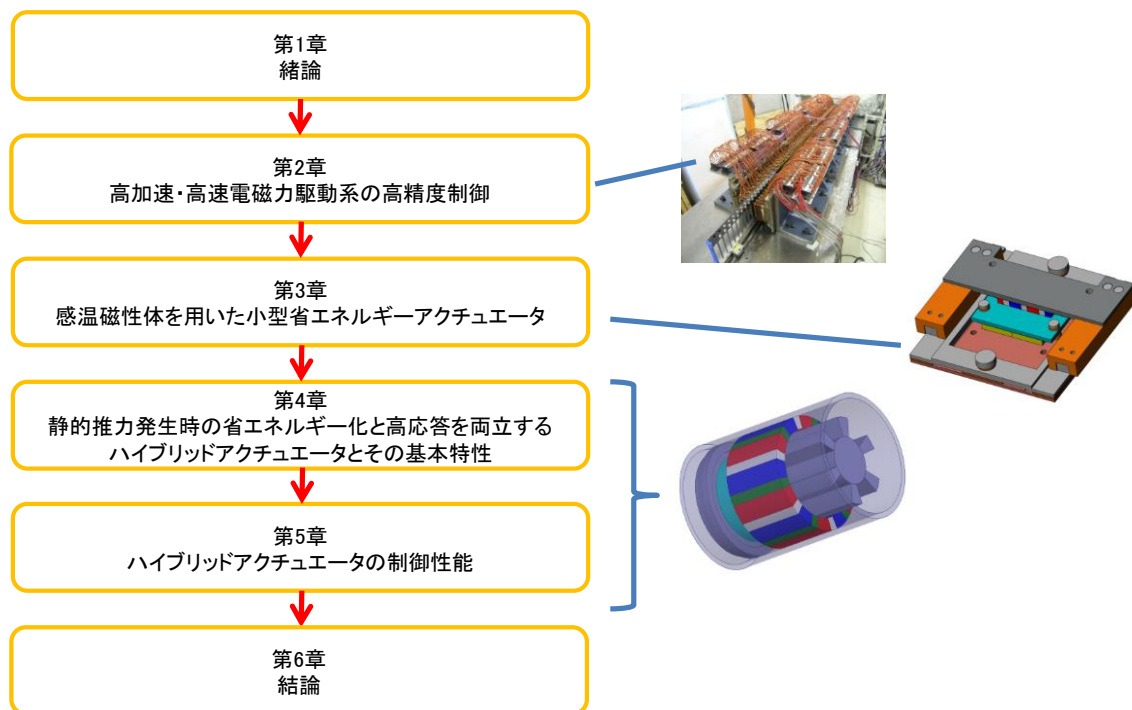 第1章
緒論
第2章
高加速・高速電磁力駆動系の高精度制御
第3章
感温磁性体を用いた小型省エネルギーアクチュエータ
第4章
静的推力発生時の省エネルギー化と高応答を両立する
ハイブリッドアクチュエータとその基本特性
第5章
ハイブリッドアクチュエータの制御性能
第6章
結論